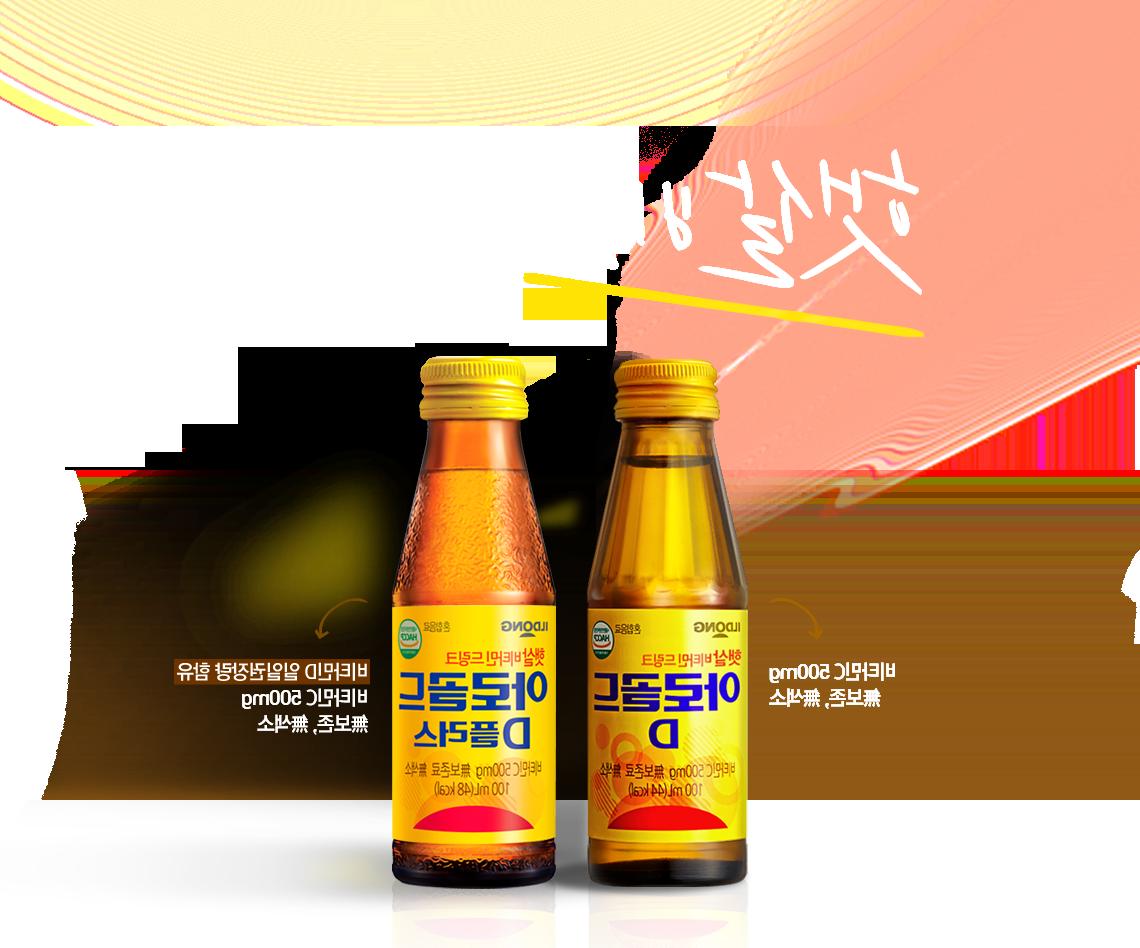 햇살
ILDONG
혼합음료
HACCP
햇살 비타민 드링크
아로골드
D
비타민C 500mg 無보존료 無색소
100 mL(44 kcal)
비타민C 500mg
無보존, 無색소
ILDONG
혼합음료
HACCP
햇살 비타민 드링크
아로골드
D플러스
비타민C 500mg 無보존료 無색소
100 mL(48 kcal)
비타민D 일일권장량 함유
비타민C 500mg
無보존, 無색소